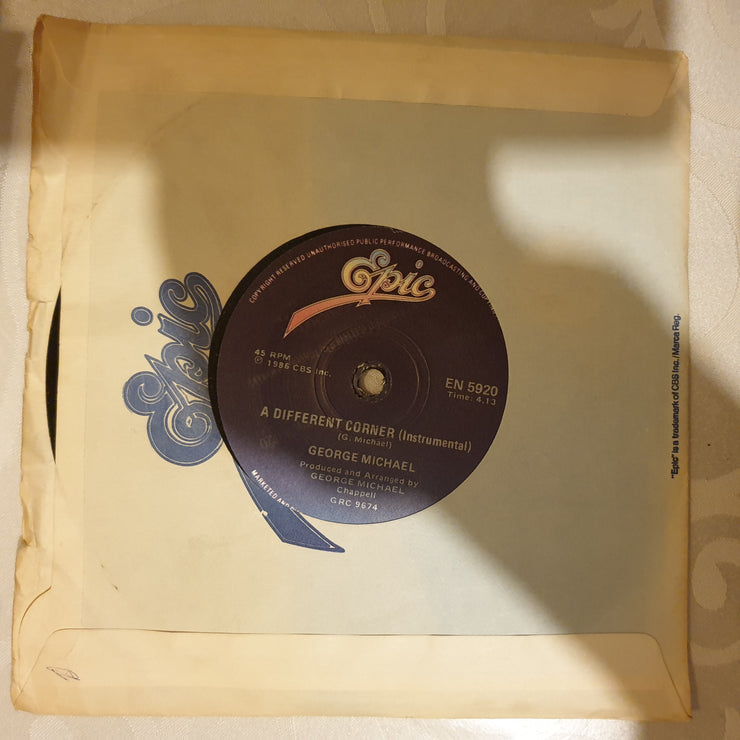 COPYRIGHT RESERVED UNAUTHORISED PUBLIC PERFORMANCE BROADCASTING AND
Epic
45 RPM
℗ 1986 CBS Inc.
EN 5920
Time: 4.13
A DIFFERENT CORNER (Instrumental)
(G. Michael)
GEORGE MICHAEL
Produced and Arranged by
GEORGE MICHAEL
Chappell
GRC 9674
MARKETED AND
Epic
"Epic" is a trademark of CBS Inc./Marca Reg.